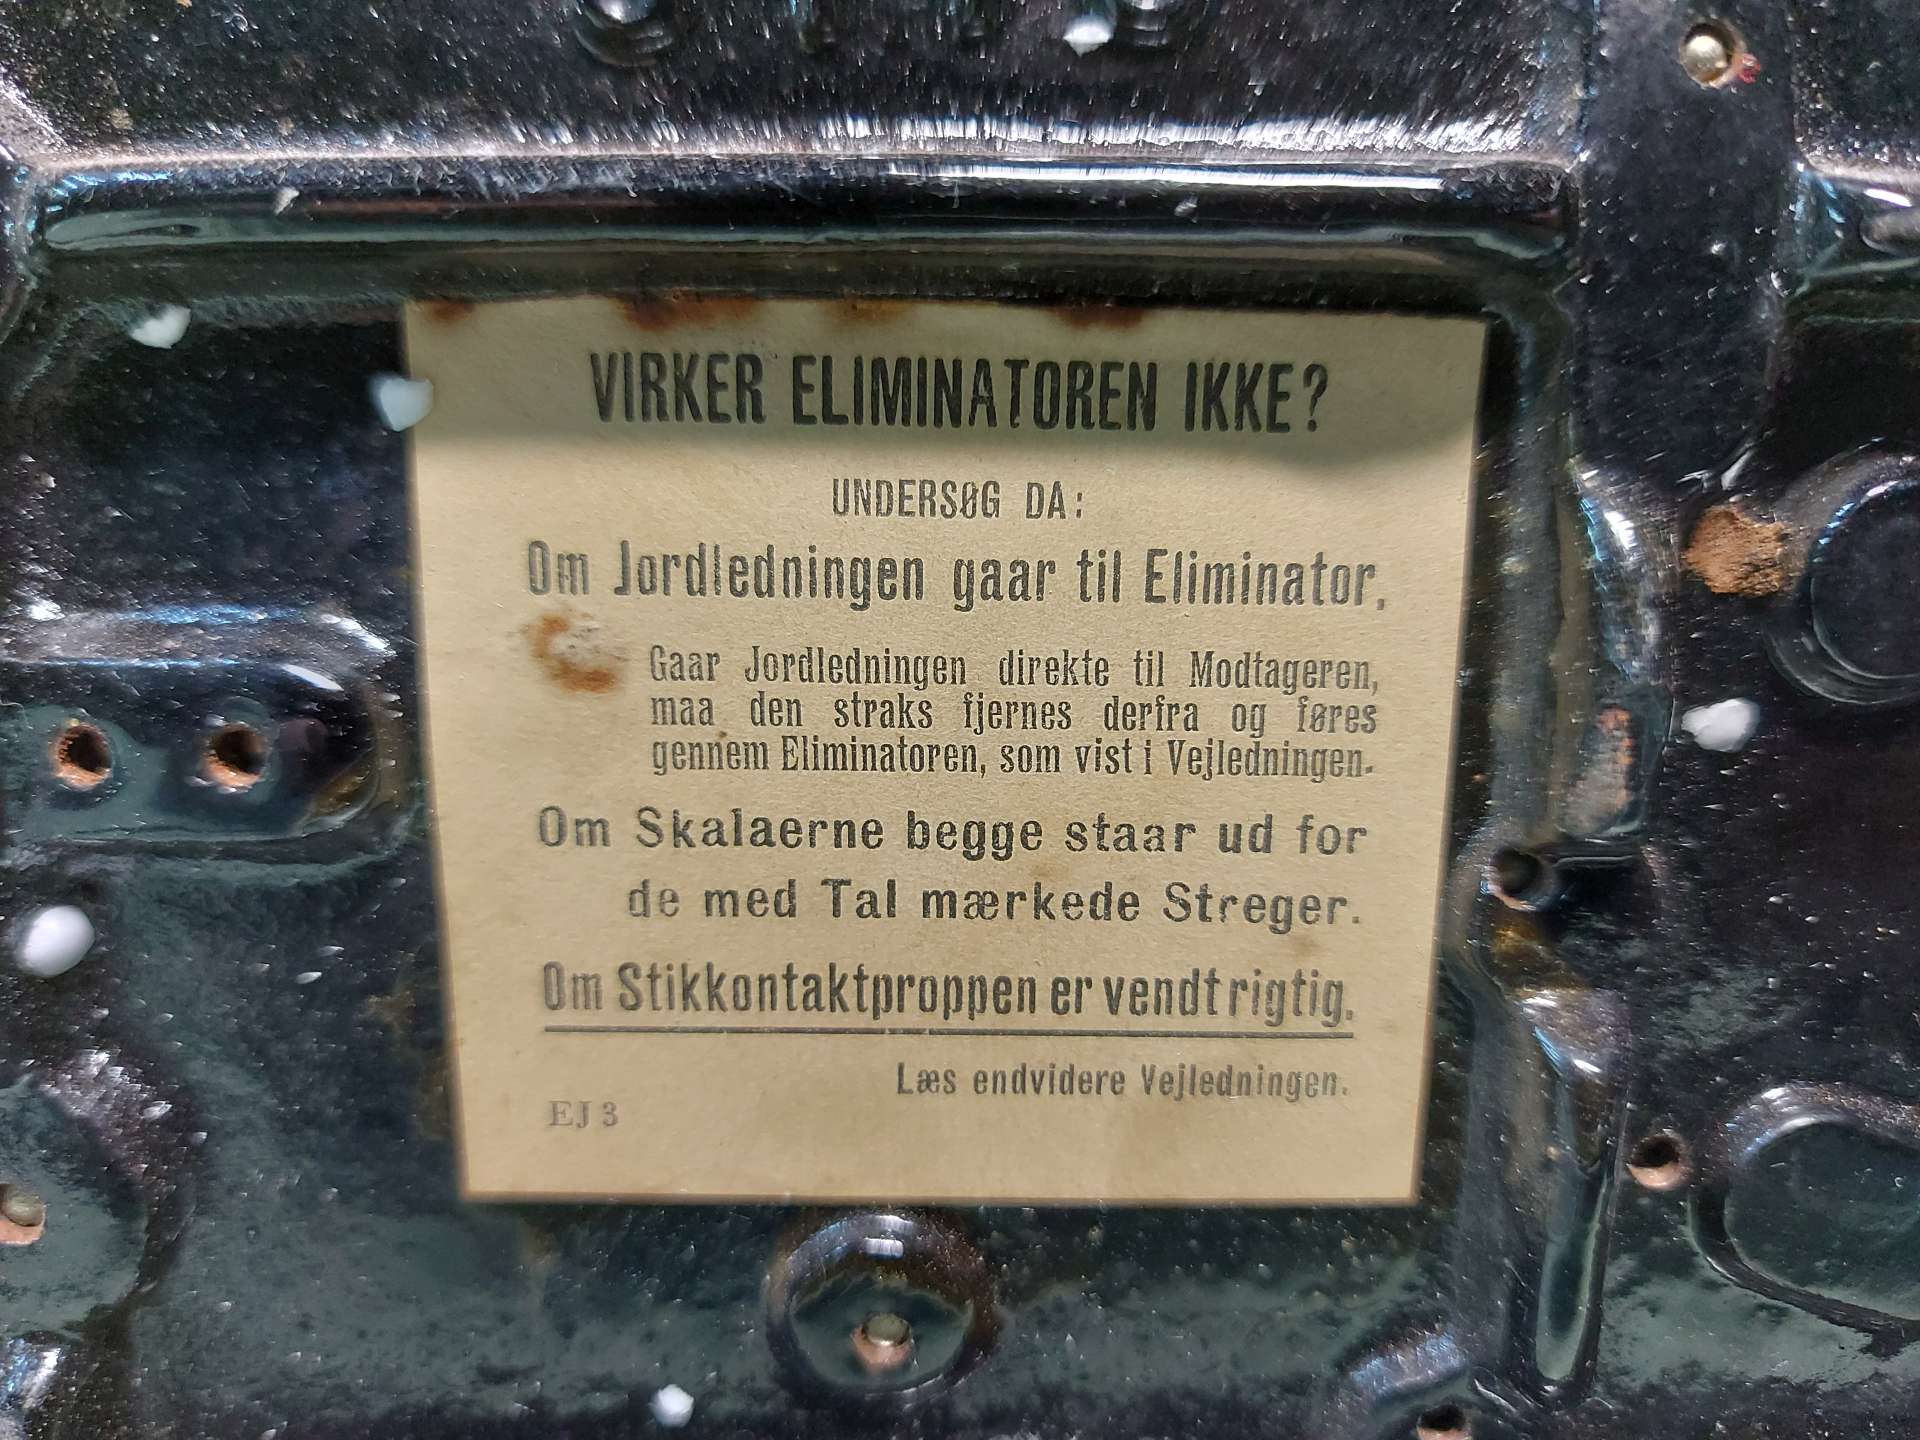 VIRKER ELIMINATOREN IKKE?
UNDERSØG DA:
Om Jordledningen gaar til Eliminator.
Gaar Jordledningen direkte til Modtageren,
maa den straks fjernes derfra og føres
gennem Eliminatoren, som vist i Vejledningen.
Om Skalaerne begge staar ud for
de med Tal mærkede Streger.
Om Stikkontaktproppen er vendt rigtig.
Læs endvidere Vejledningen.
EJ 3